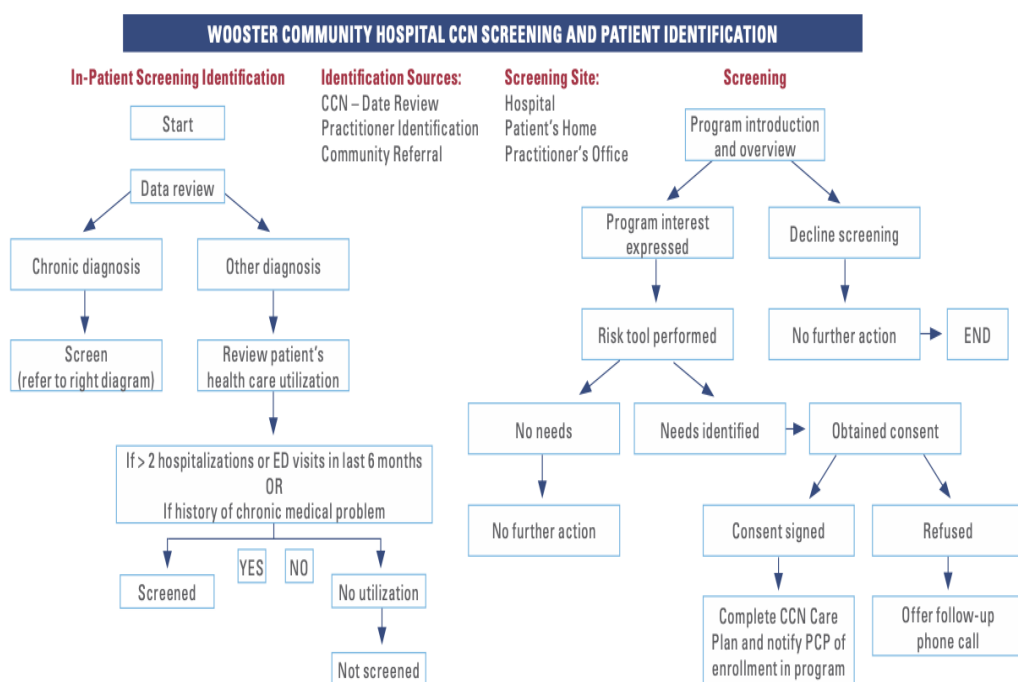 WOOSTER COMMUNITY HOSPITAL CCN SCREENING AND PATIENT IDENTIFICATION
In-Patient Screening Identification
Start
Data review
Chronic diagnosis
Other diagnosis
Screen
(refer to right diagram)
Review patient's
health care utilization
If > 2 hospitalizations or ED visits in last 6 months
OR
If history of chronic medical problem
YES
NO
Screened
No utilization
Not screened
Identification Sources:
CCN – Date Review
Practitioner Identification
Community Referral
Screening Site:
Hospital
Patient's Home
Practitioner's Office
Screening
Program introduction
and overview
Program interest
expressed
Decline screening
Risk tool performed
No further action
END
No needs
Needs identified
Obtained consent
No further action
Consent signed
Refused
Complete CCN Care
Plan and notify PCP of
enrollment in program
Offer follow-up
phone call